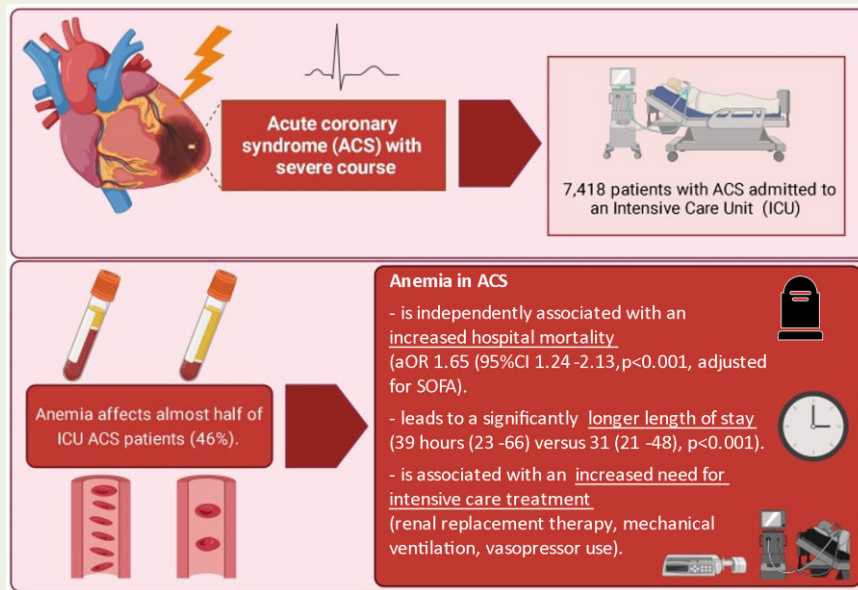 Acute coronary
syndrome (ACS) with
severe course
7,418 patients with ACS admitted to
an Intensive Care Unit (ICU)
Anemia affects almost half of
ICU ACS patients (46%).
Anemia in ACS
- is independently associated with an
increased hospital mortality
(aOR 1.65 (95%CI 1.24 -2.13,p<0.001, adjusted
for SOFA).
- leads to a significantly longer length of stay
(39 hours (23 -66) versus 31 (21 -48), p<0.001).
- is associated with an increased need for
intensive care treatment
(renal replacement therapy, mechanical
ventilation, vasopressor use).